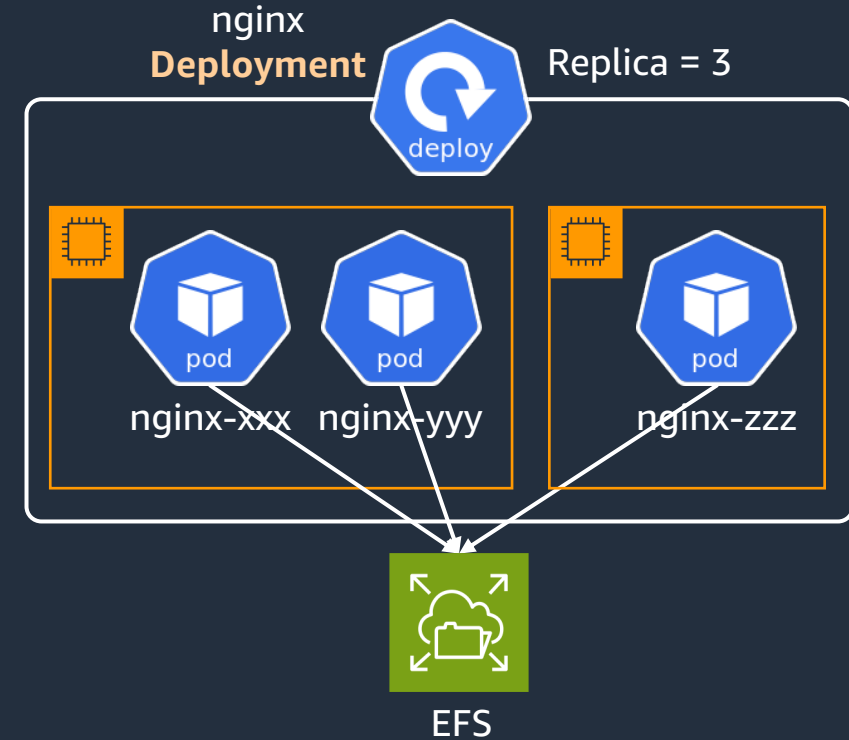 nginx
Deployment
Replica = 3
deploy
pod
pod
pod
nginx-xxx
nginx-yyy
nginx-zzz
EFS